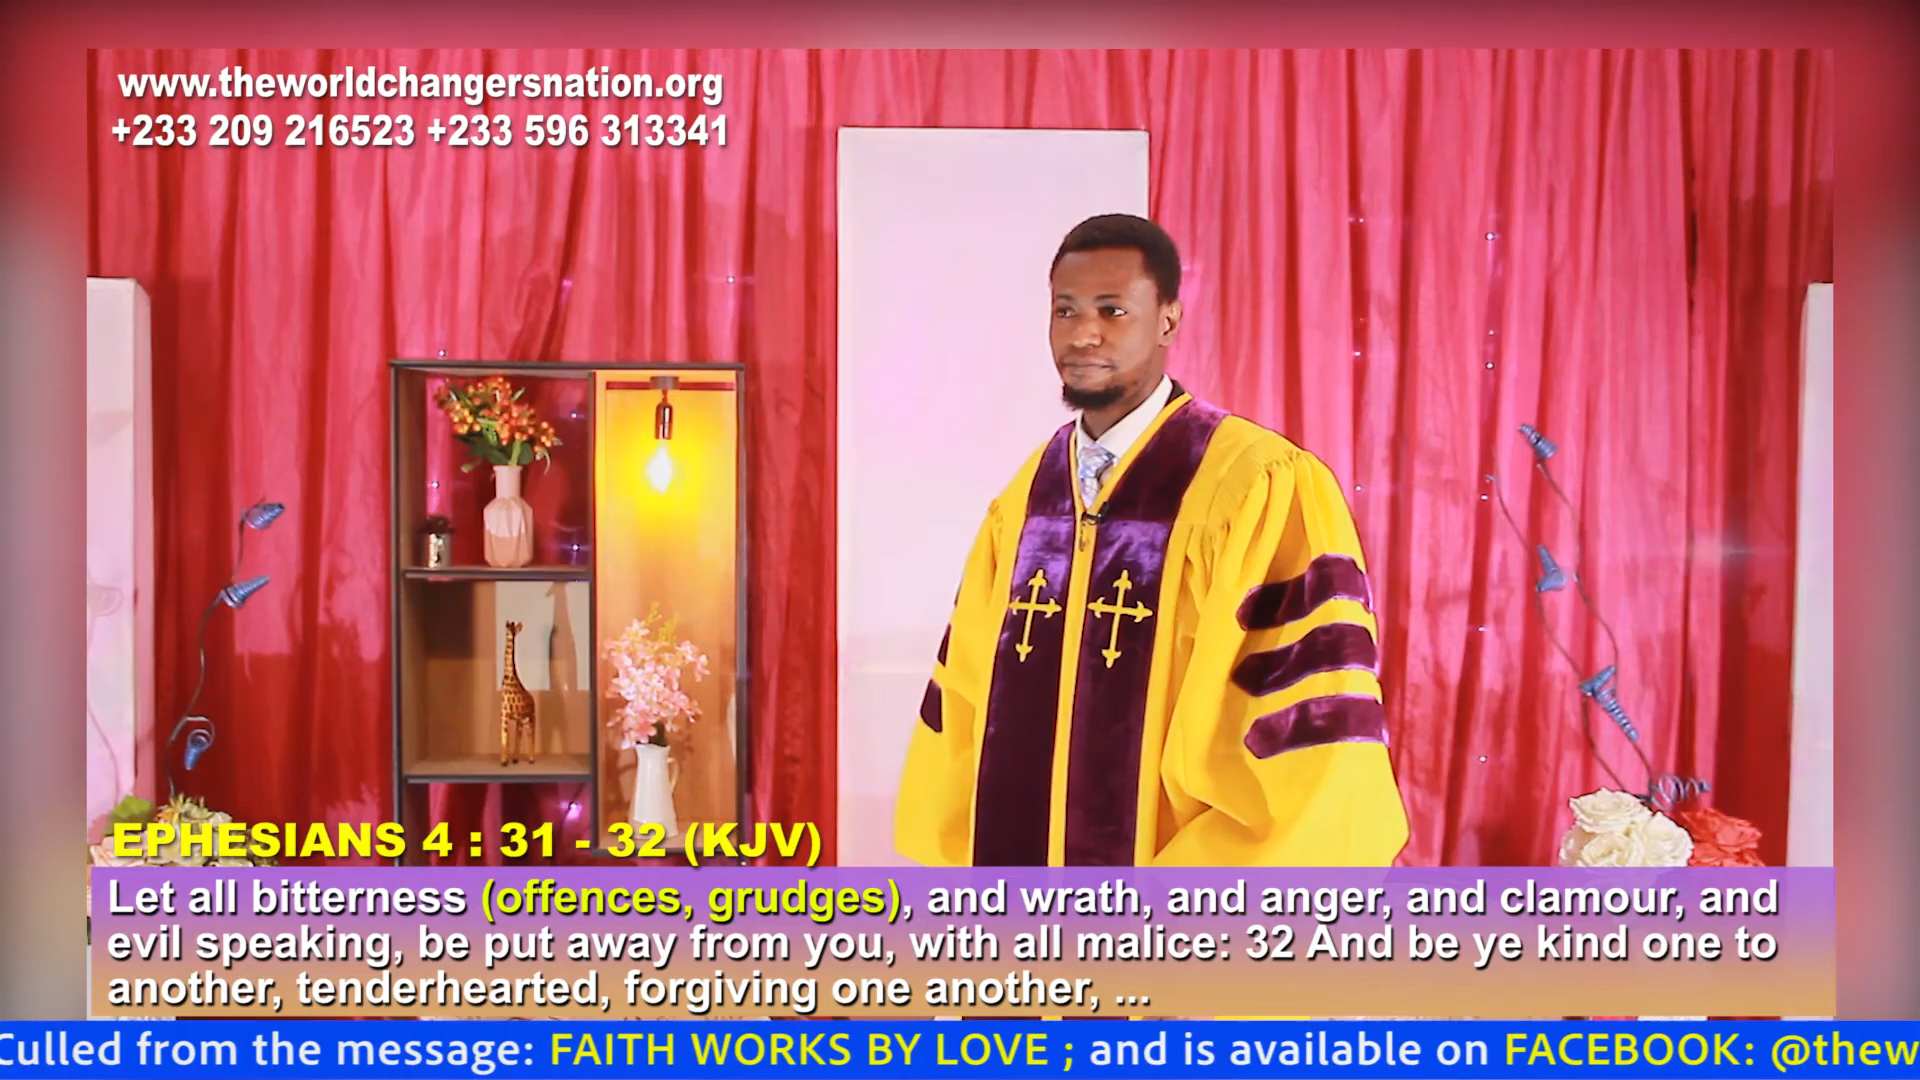 www.theworldchangersnation.org
+233 209 216523 +233 596 313341
EPHESIANS 4 : 31 - 32 (KJV)
Let all bitterness (offences, grudges), and wrath, and anger, and clamour, and
evil speaking, be put away from you, with all malice: 32 And be ye kind one to
another, tenderhearted, forgiving one another, ...
Culled from the message: FAITH WORKS BY LOVE ; and is available on FACEBOOK: @thew